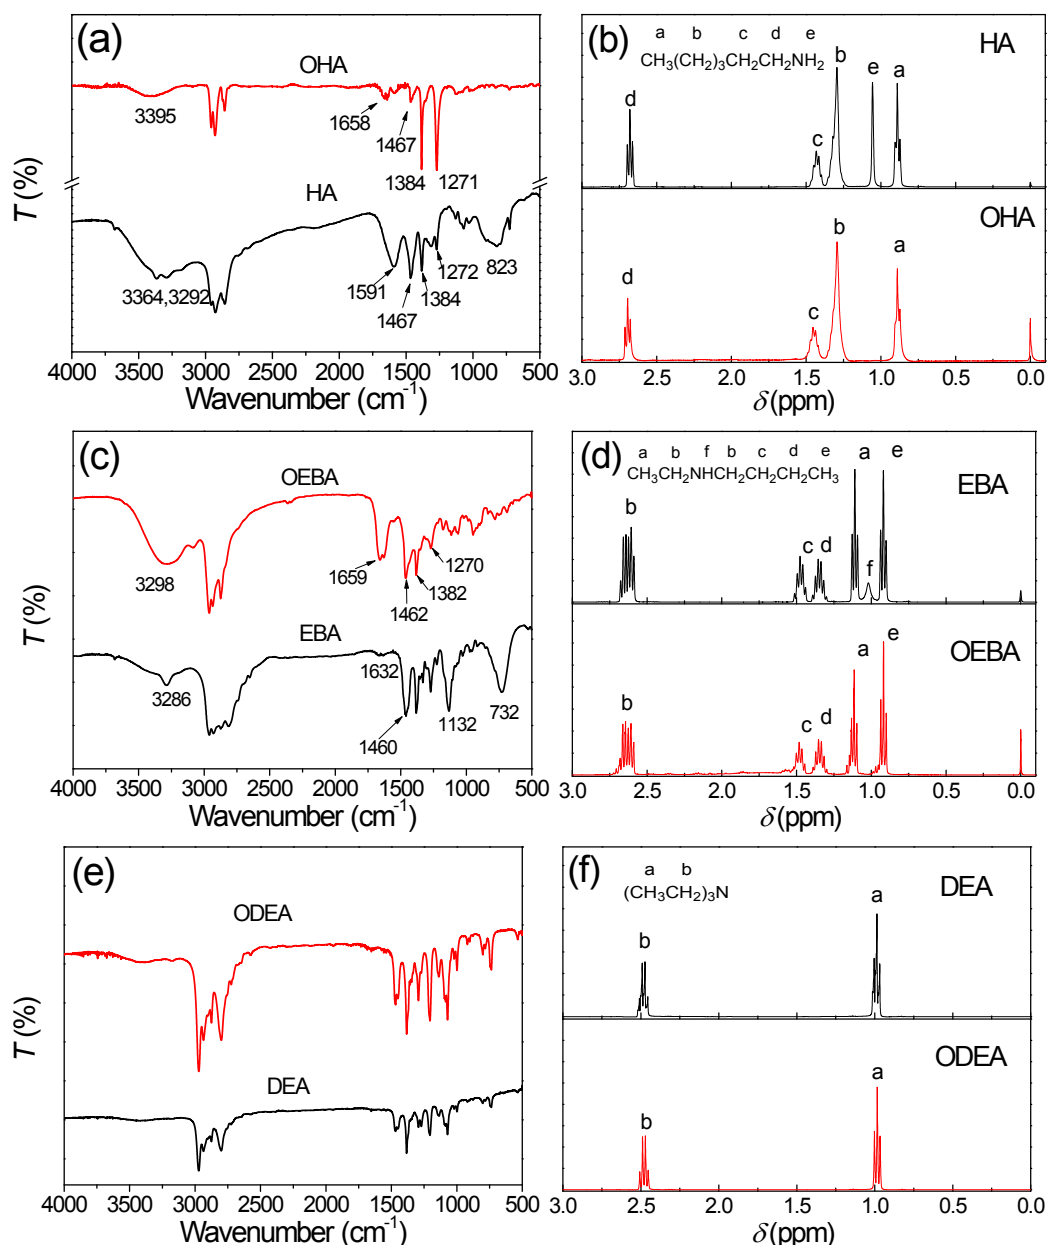 (a)
OHA
3395
1658
1467
1384
1271
HA
3364,3292
1591
1467
1384
1272
823
T (%)
4000 3500 3000 2500 2000 1500 1000 500
Wavenumber (cm⁻¹)
(b)
a b c d e
CH₃(CH₂)₃CH₂CH₂NH₂
HA
d
c
b
e
a
OHA
d
c
b
a
3.0 2.5 2.0 1.5 1.0 0.5 0.0
δ(ppm)
(c)
OEBA
3298
1659
1462
1382
1270
EBA
3286
1632
1460
1132
732
T (%)
4000 3500 3000 2500 2000 1500 1000 500
Wavenumber (cm⁻¹)
(d)
a b f b c d e
CH₃CH₂NHCH₂CH₂CH₂CH₃
EBA
b
c
d
a
f
e
OEBA
b
c
d
a
e
3.0 2.5 2.0 1.5 1.0 0.5 0.0
δ(ppm)
(e)
ODEA
DEA
T (%)
4000 3500 3000 2500 2000 1500 1000 500
Wavenumber (cm⁻¹)
(f)
a b
(CH₃CH₂)₃N
DEA
b
a
ODEA
b
a
3.0 2.5 2.0 1.5 1.0 0.5 0.0
δ(ppm)